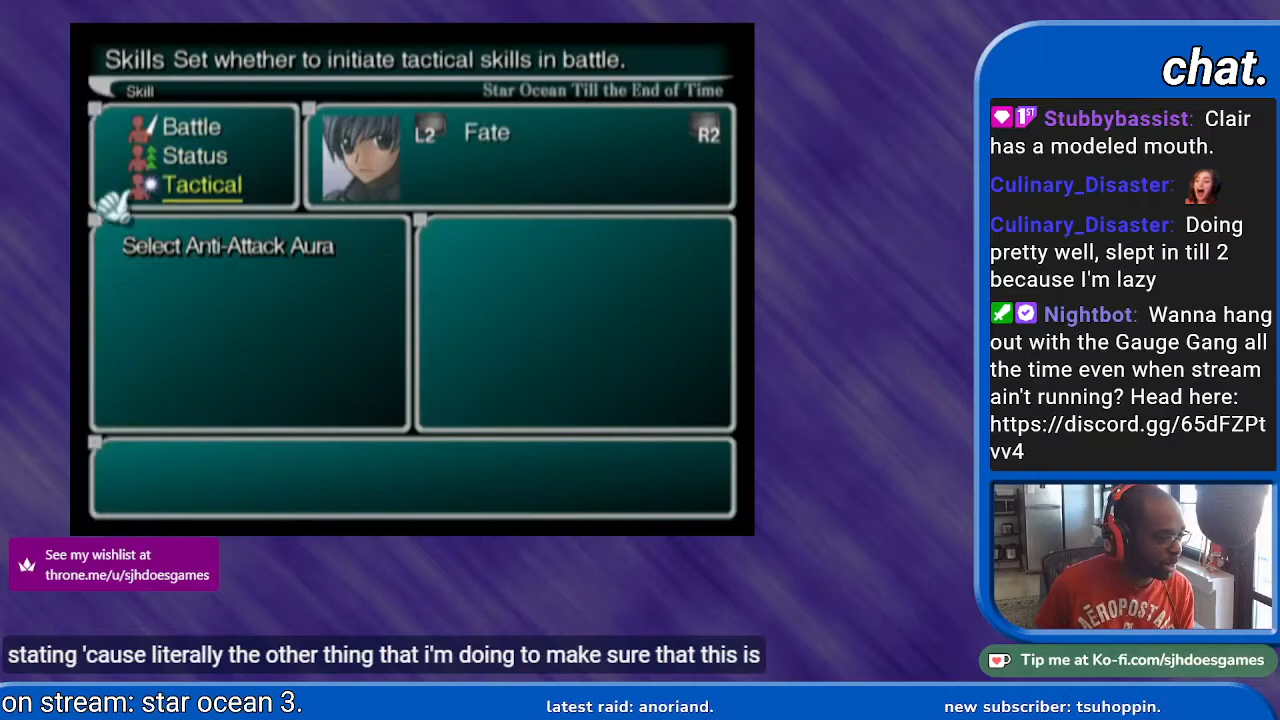 Skills Set whether to initiate tactical skills in battle.
Skill
Star Ocean Till the End of Time
Battle
Status
Tactical
L2 Fate R2
Select Anti-Attack Aura
chat.
Stubbybassist: Clair
has a modeled mouth.
Culinary_Disaster:
Culinary_Disaster: Doing
pretty well, slept in till 2
because I'm lazy
Nightbot: Wanna hang
out with the Gauge Gang all
the time even when stream
ain't running? Head here:
https://discord.gg/65dFZPt
vv4
AÉROPOSTA
See my wishlist at
throne.me/u/sjhdoesgames
stating 'cause literally the other thing that i'm doing to make sure that this is
Tip me at Ko-fi.com/sjhdoesgames
on stream: star ocean 3.
latest raid: anoriand.
new subscriber: tsuhoppin.